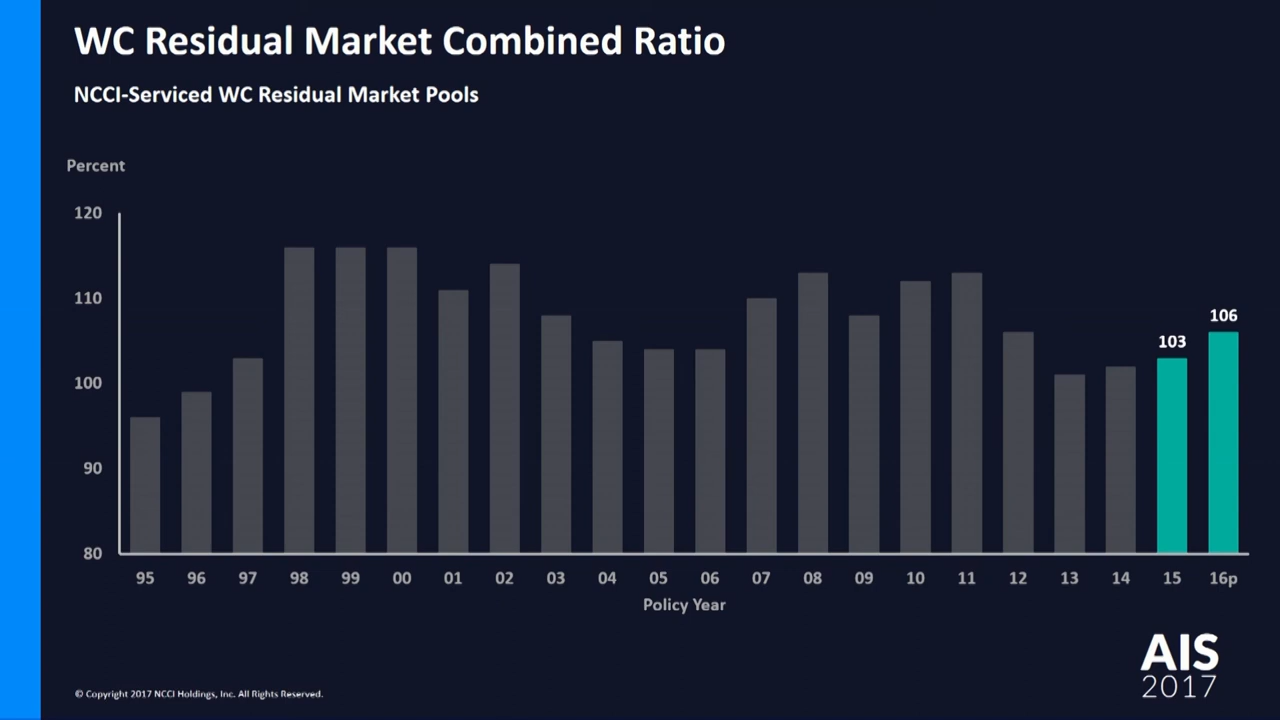 WC Residual Market Combined Ratio
NCCI-Serviced WC Residual Market Pools
Percent
120
110
100
90
80
103
106
95 96 97 98 99 00 01 02 03 04 05 06 07 08 09 10 11 12 13 14 15 16p
Policy Year
AIS
2017
© Copyright 2017 NCCI Holdings, Inc. All Rights Reserved.